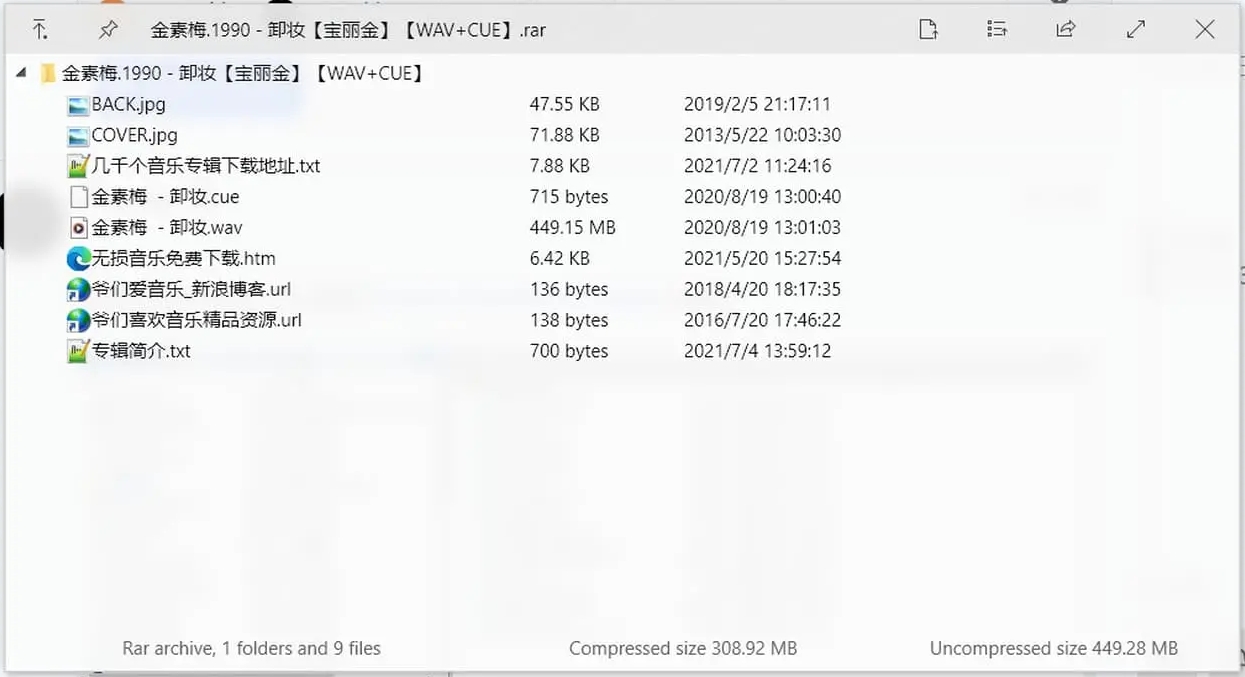 金素梅.1990 - 卸妆【宝丽金】【WAV+CUE】.rar
金素梅.1990 - 卸妆【宝丽金】【WAV+CUE】
BACK.jpg 47.55 KB 2019/2/5 21:17:11
COVER.jpg 71.88 KB 2013/5/22 10:03:30
几千个音乐专辑下载地址.txt 7.88 KB 2021/7/2 11:24:16
金素梅 - 卸妆.cue 715 bytes 2020/8/19 13:00:40
金素梅 - 卸妆.wav 449.15 MB 2020/8/19 13:01:03
无损音乐免费下载.htm 6.42 KB 2021/5/20 15:27:54
爷们爱音乐_新浪博客.url 136 bytes 2018/4/20 18:17:35
爷们喜欢音乐精品资源.url 138 bytes 2016/7/20 17:46:22
专辑简介.txt 700 bytes 2021/7/4 13:59:12
Rar archive, 1 folders and 9 files Compressed size 308.92 MB Uncompressed size 449.28 MB